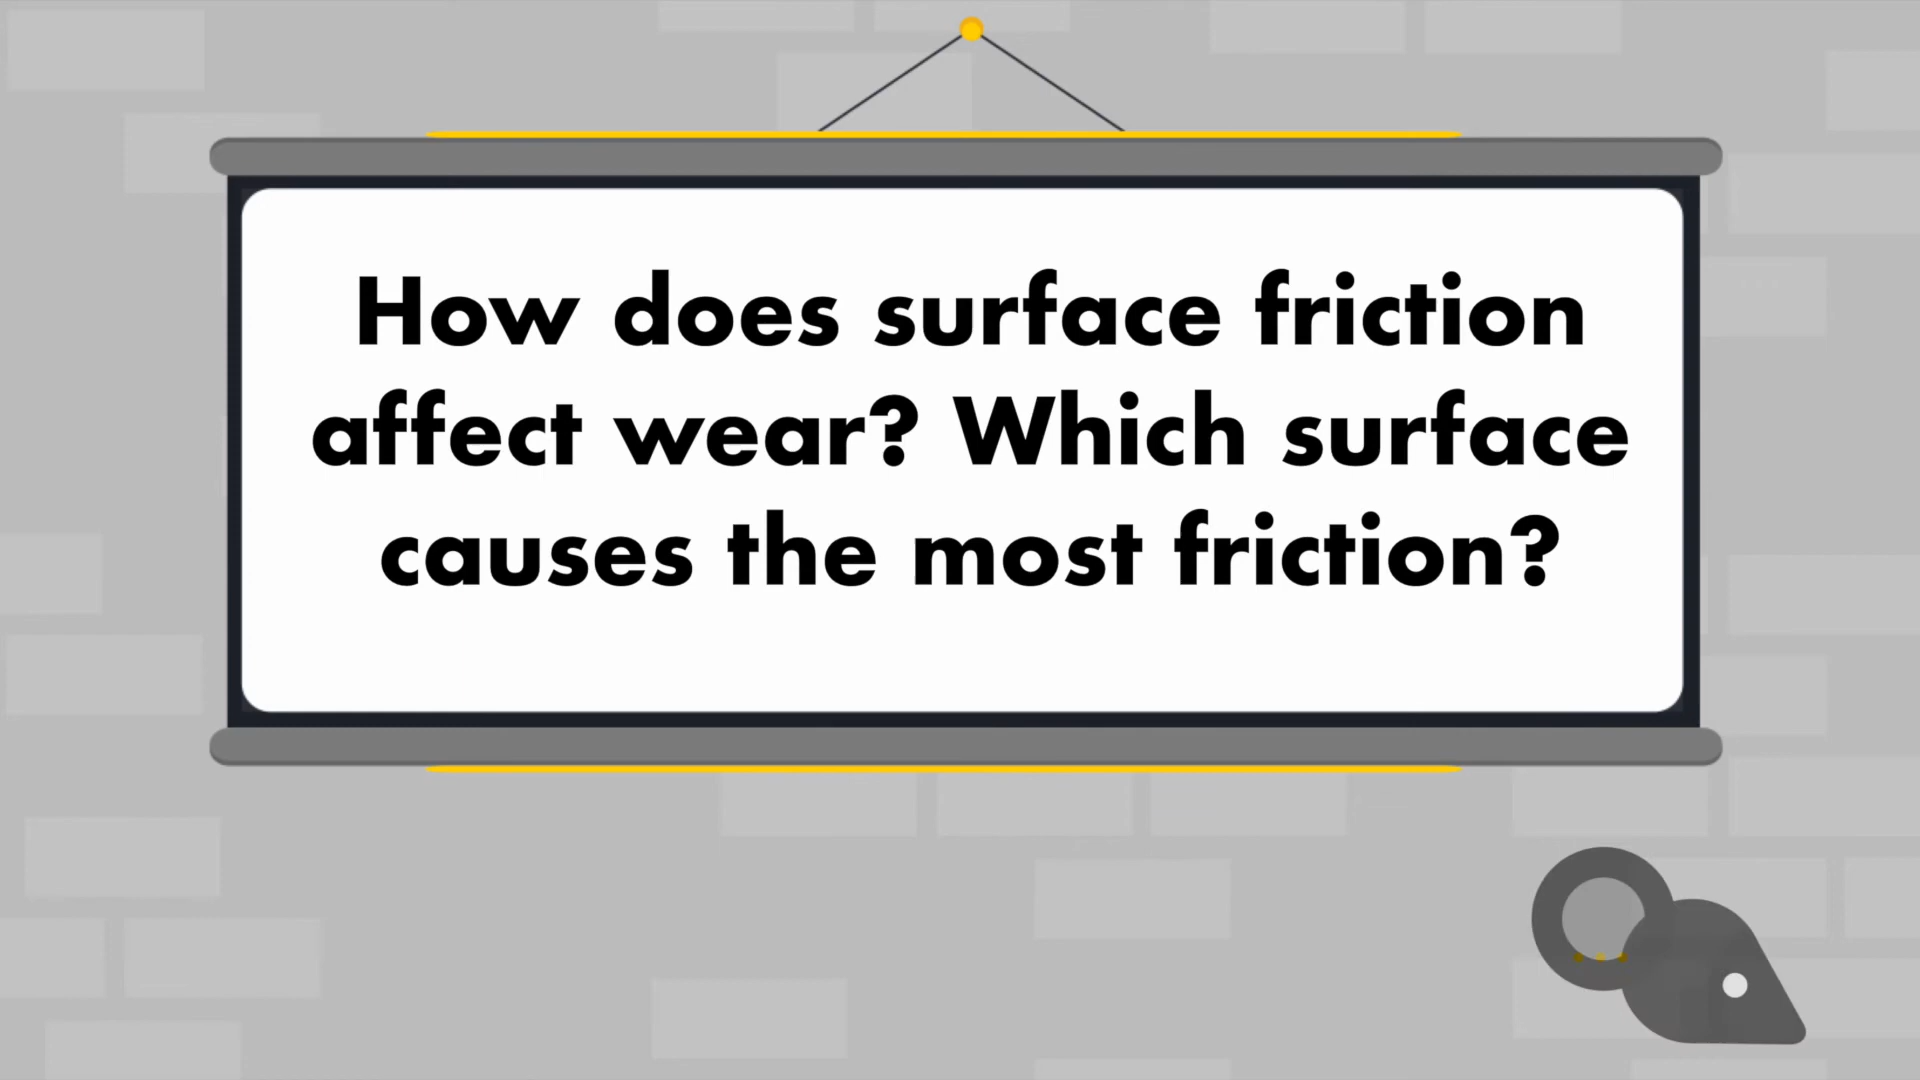 How does surface friction
affect wear? Which surface
causes the most friction?